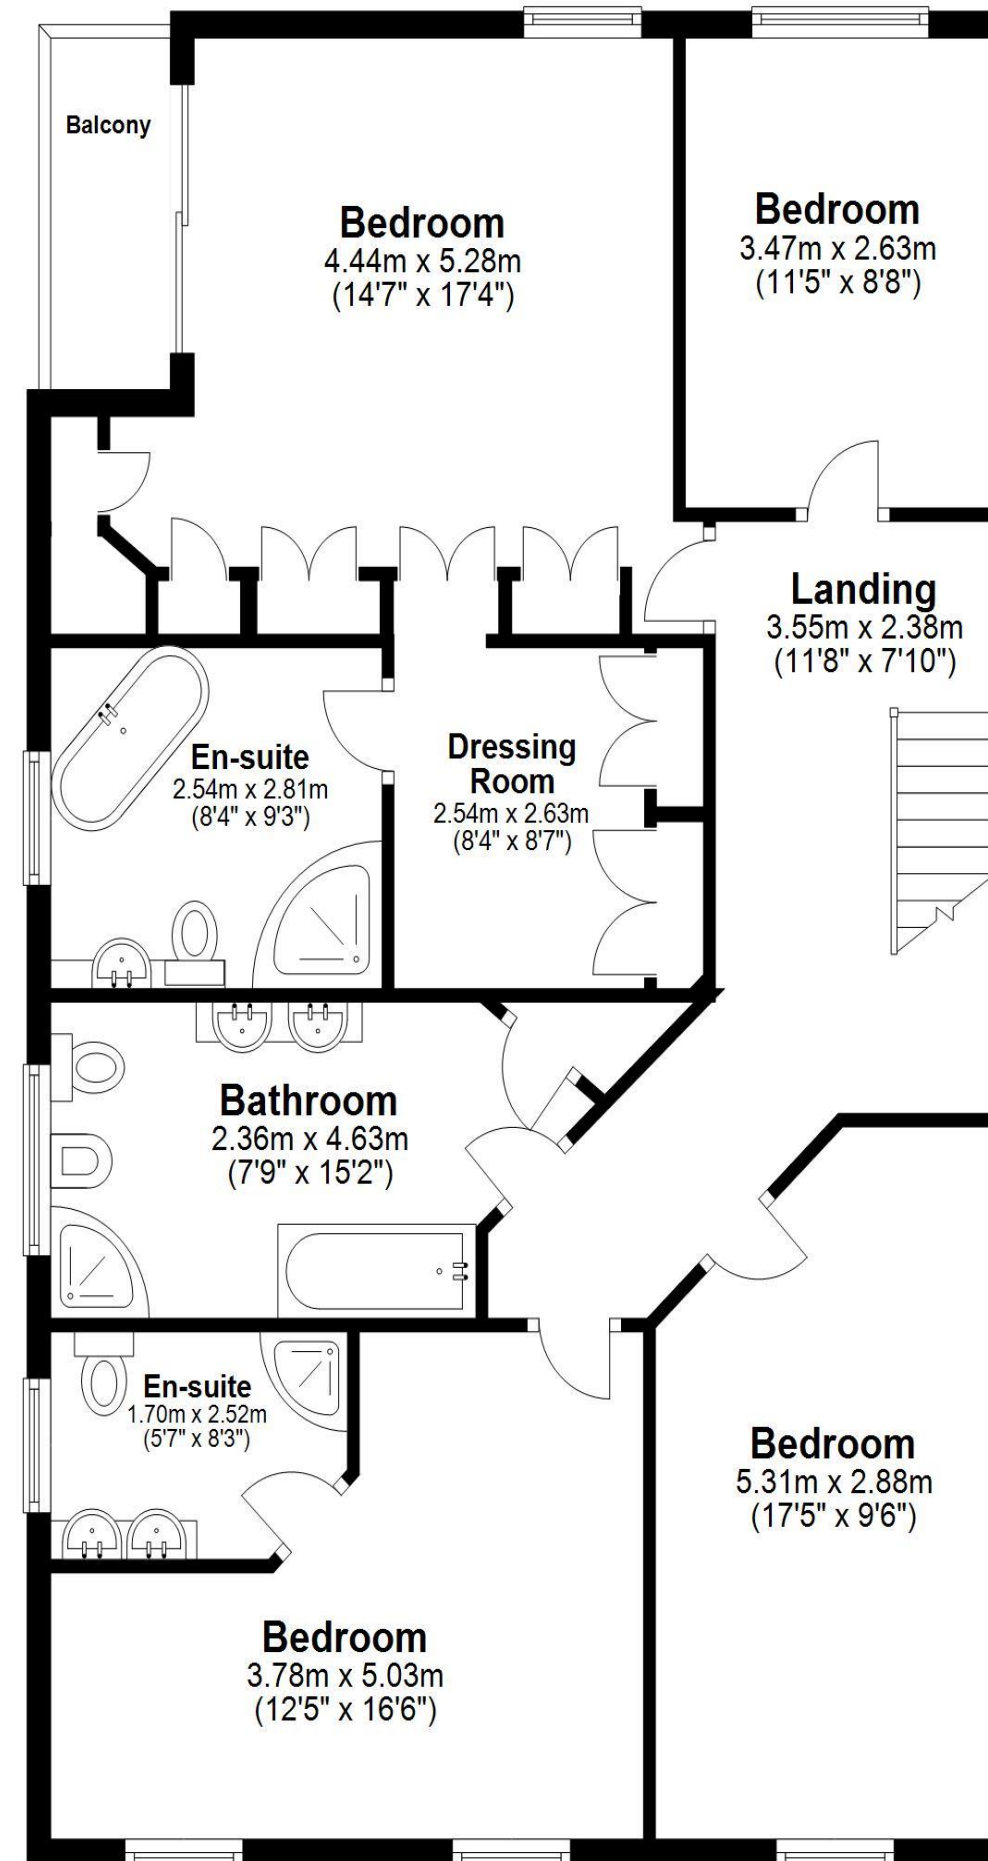 Balcony
Bedroom
4.44m x 5.28m
(14'7" x 17'4")
Bedroom
3.47m x 2.63m
(11'5" x 8'8")
Landing
3.55m x 2.38m
(11'8" x 7'10")
En-suite
2.54m x 2.81m
(8'4" x 9'3")
Dressing
Room
2.54m x 2.63m
(8'4" x 8'7")
Bathroom
2.36m x 4.63m
(7'9" x 15'2")
En-suite
1.70m x 2.52m
(5'7" x 8'3")
Bedroom
5.31m x 2.88m
(17'5" x 9'6")
Bedroom
3.78m x 5.03m
(12'5" x 16'6")